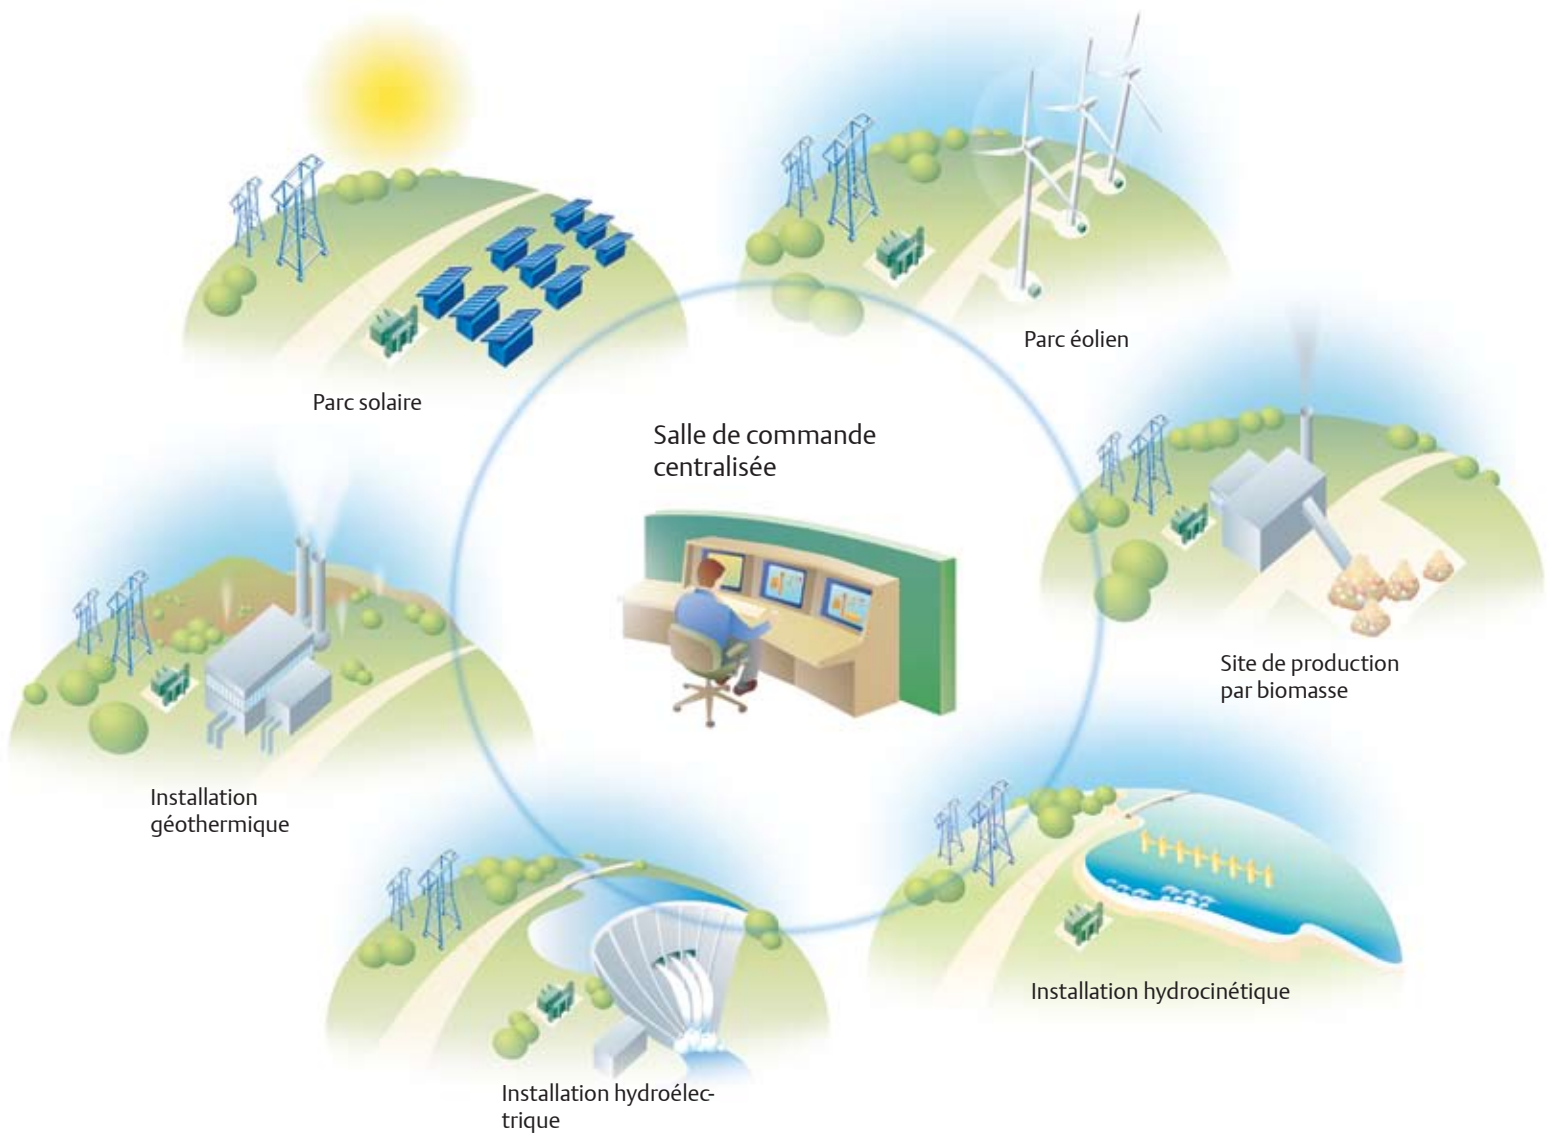 Parc éolien
Parc solaire
Salle de commande
centralisée
Site de production
par biomasse
Installation
géothermique
Installation hydrocinétique
Installation hydroélec-
trique